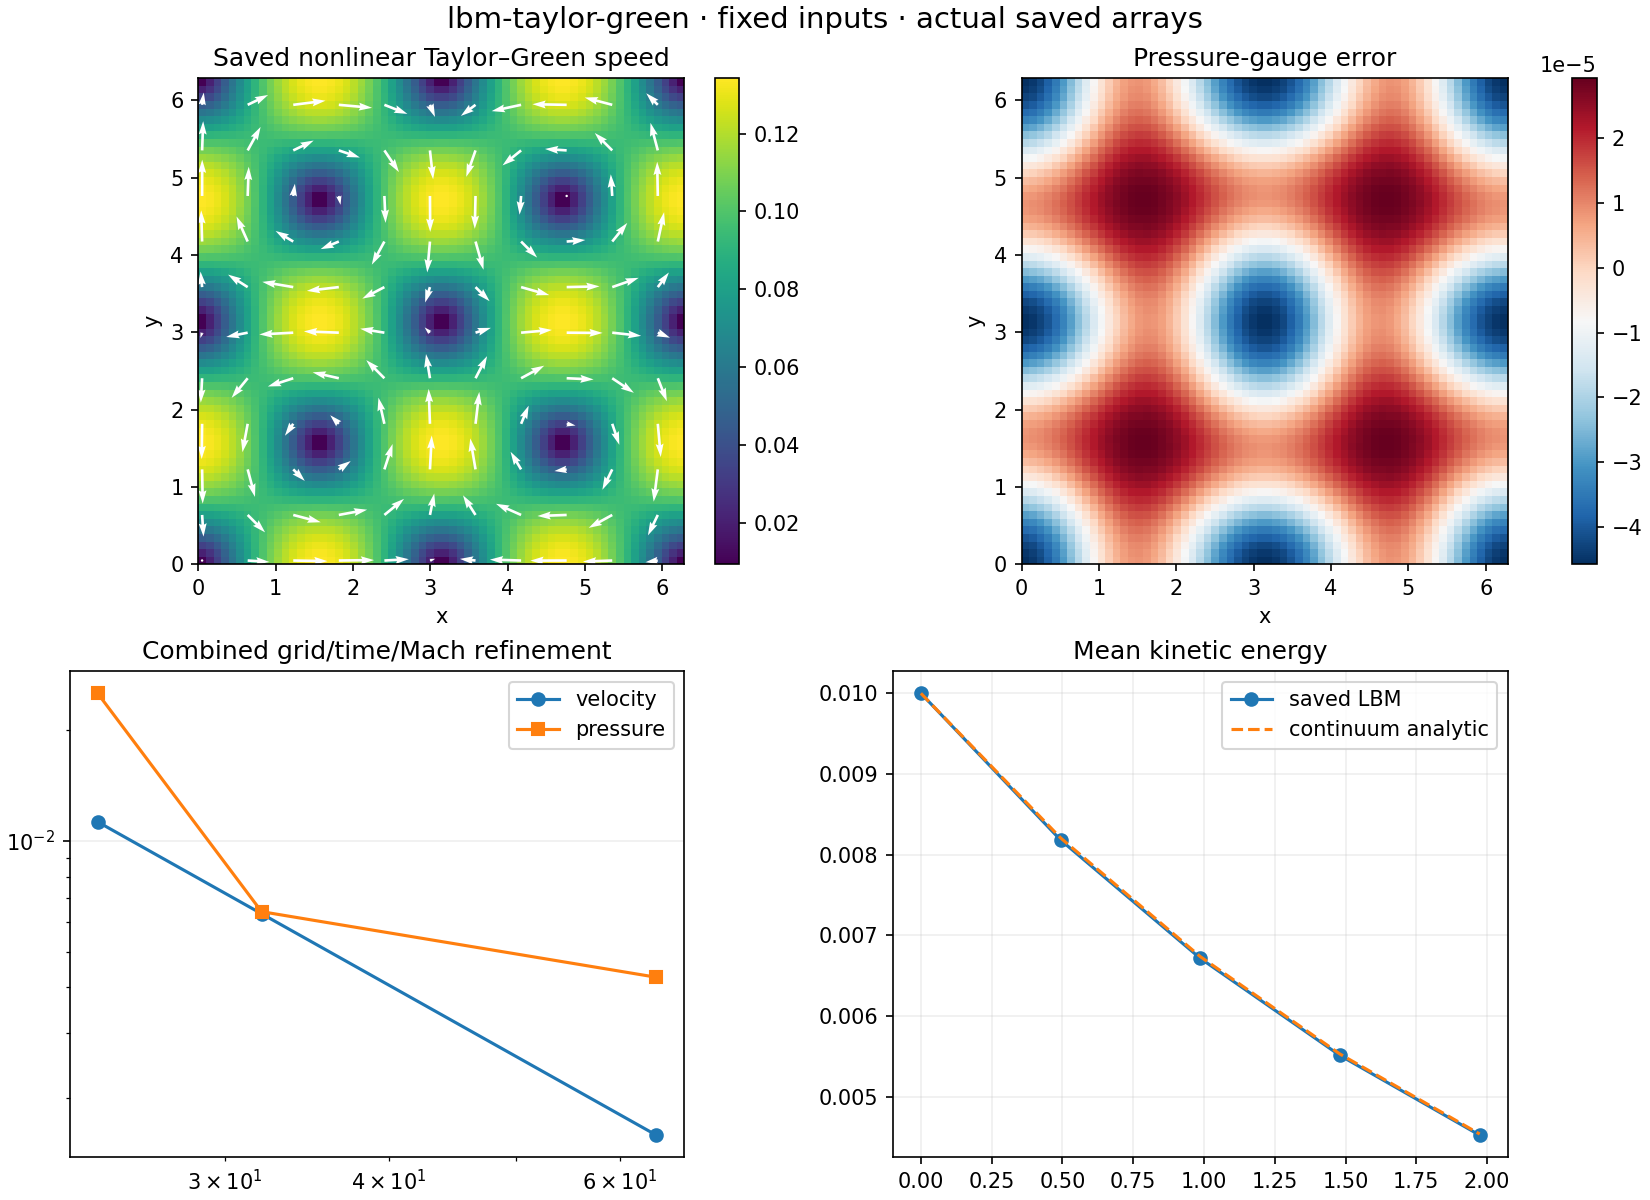 lbm-taylor-green · fixed inputs · actual saved arrays
Saved nonlinear Taylor–Green speed
6
5
4
3
2
1
0
y
0 1 2 3 4 5 6
x
0.12
0.10
0.08
0.06
0.04
0.02
Pressure-gauge error
6
5
4
3
2
1
0
y
0 1 2 3 4 5 6
x
1e−5
2
1
0
−1
−2
−3
−4
Combined grid/time/Mach refinement
velocity
pressure
10⁻²
3 × 10¹ 4 × 10¹ 6 × 10¹
Mean kinetic energy
saved LBM
continuum analytic
0.010
0.009
0.008
0.007
0.006
0.005
0.00 0.25 0.50 0.75 1.00 1.25 1.50 1.75 2.00